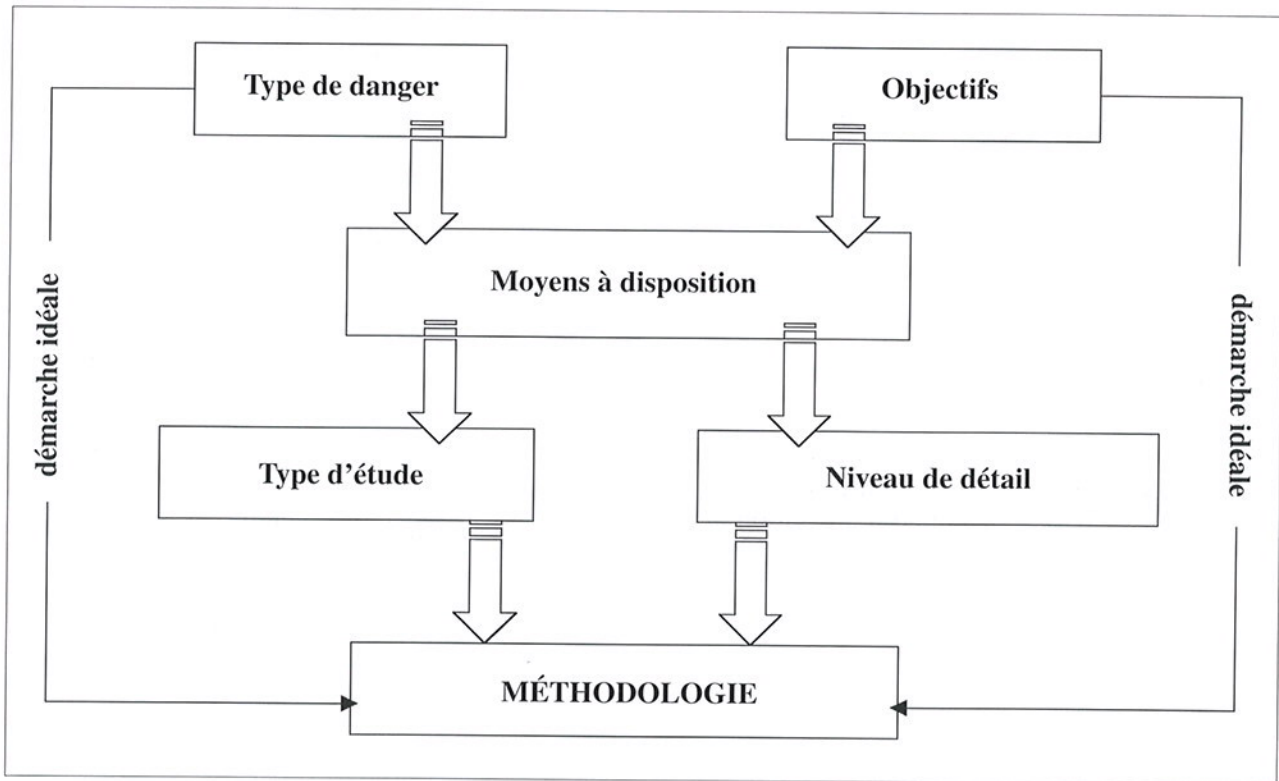 Type de danger
Objectifs
Moyens à disposition
démarche idéale
démarche idéale
Type d'étude
Niveau de détail
MÉTHODOLOGIE